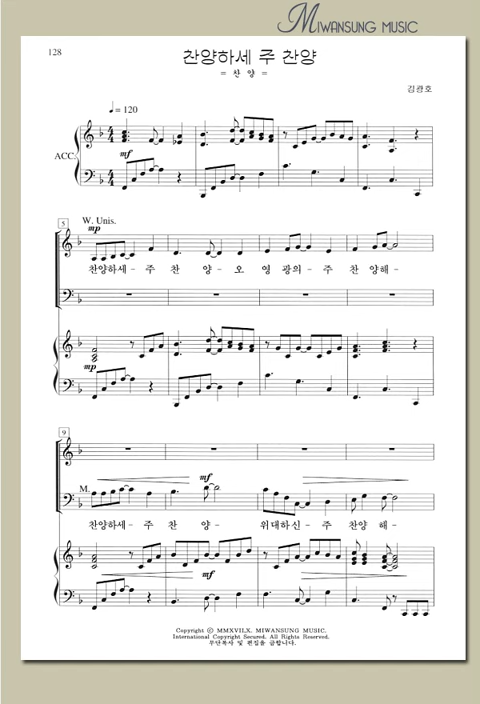 MIWANSUNG MUSIC
128
찬양하세 주 찬양
= 찬 양 =
김광호
♩ = 120
ACC.
mf
5
W. Unis.
mp
찬양하세 - 주 찬 양 - 오 영 광의 - 주 찬 양해 -
mp
9
M.
mf
찬양하세 - 주 찬 양 - 위대하신 - 주 찬양 해 -
mf
Copyright ⓒ MMXVILX. MIWANSUNG MUSIC.
International Copyright Secured. All Rights Reserved.
무단복사 및 편집을 금합니다.